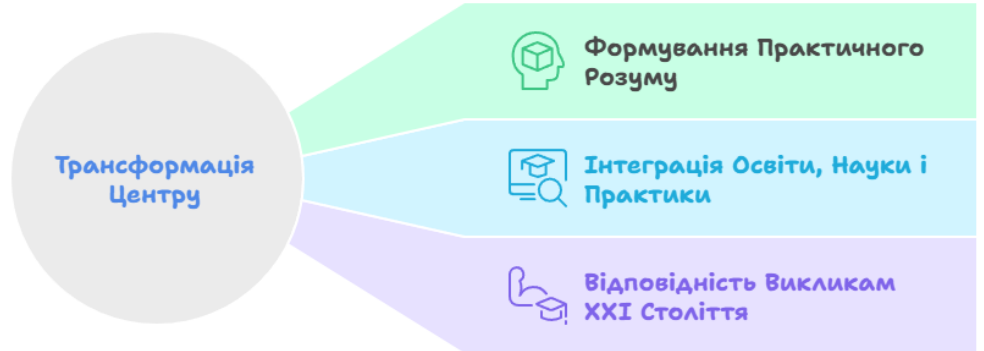 Трансформація
Центру
Формування Практичного
Розуму
Інтеграція Освіти, Науки і
Практики
Відповідність Викликам
XXI Століття